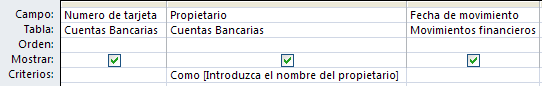 Campo: Numero de tarjeta Propietario Fecha de movimiento
Tabla: Cuentas Bancarias Cuentas Bancarias Movimientos financieros
Orden:
Mostrar:
Criterios: Como [Introduzca el nombre del propietario]